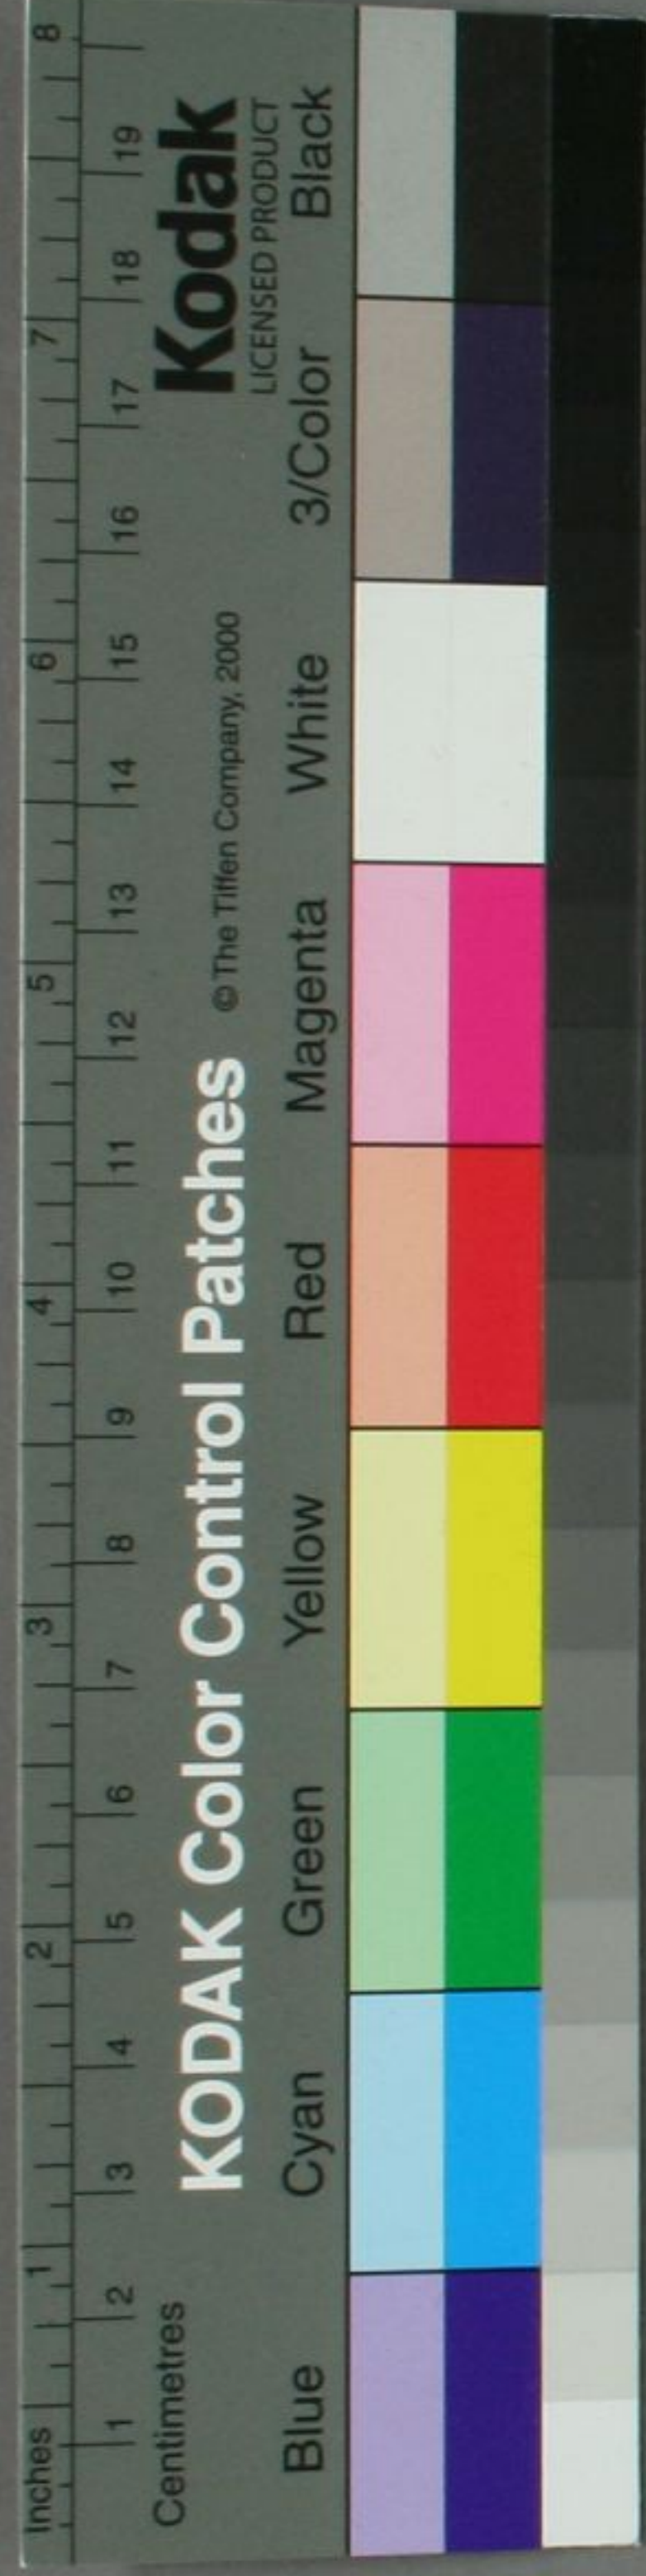 Inches 1 2 3 4 5 6 7 8
Centimetres 1 2 3 4 5 6 7 8 9 10 11 12 13 14 15 16 17 18 19
KODAK Color Control Patches © The Tiffen Company, 2000 Kodak
LICENSED PRODUCT
Blue Cyan Green Yellow Red Magenta White 3/Color Black